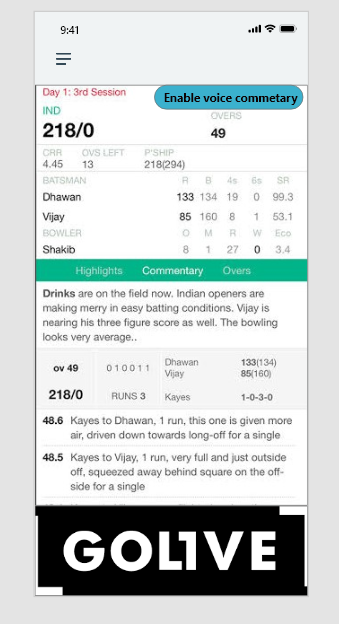 9:41
Day 1: 3rd Session
Enable voice commetary
IND OVERS
218/0 49
CRR OVS LEFT P'SHIP
4.45 13 218(294)
BATSMAN R B 4s 6s SR
Dhawan 133 134 19 0 99.3
Vijay 85 160 8 1 53.1
BOWLER O M R W Eco
Shakib 8 1 27 0 3.4
Highlights Commentary Overs
Drinks are on the field now. Indian openers are
making merry in easy batting conditions. Vijay is
nearing his three figure score as well. The bowling
looks very average..
ov 49 0 1 0 0 1 1 Dhawan 133(134)
Vijay 85(160)
218/0 RUNS 3 Kayes 1-0-3-0
48.6 Kayes to Dhawan, 1 run, this one is given more
air, driven down towards long-off for a single
48.5 Kayes to Vijay, 1 run, very full and just outside
off, squeezed away behind square on the off-
side for a single
GOL1VE